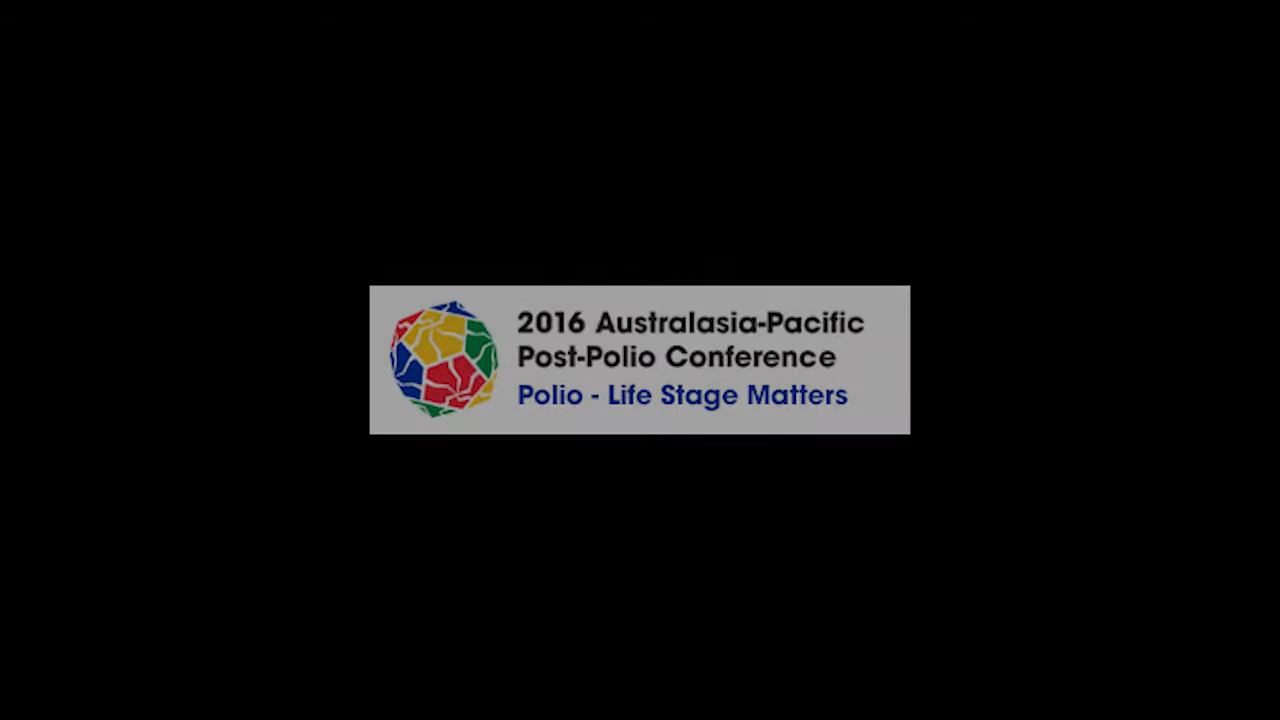 2016 Australasia-Pacific
Post-Polio Conference
Polio - Life Stage Matters